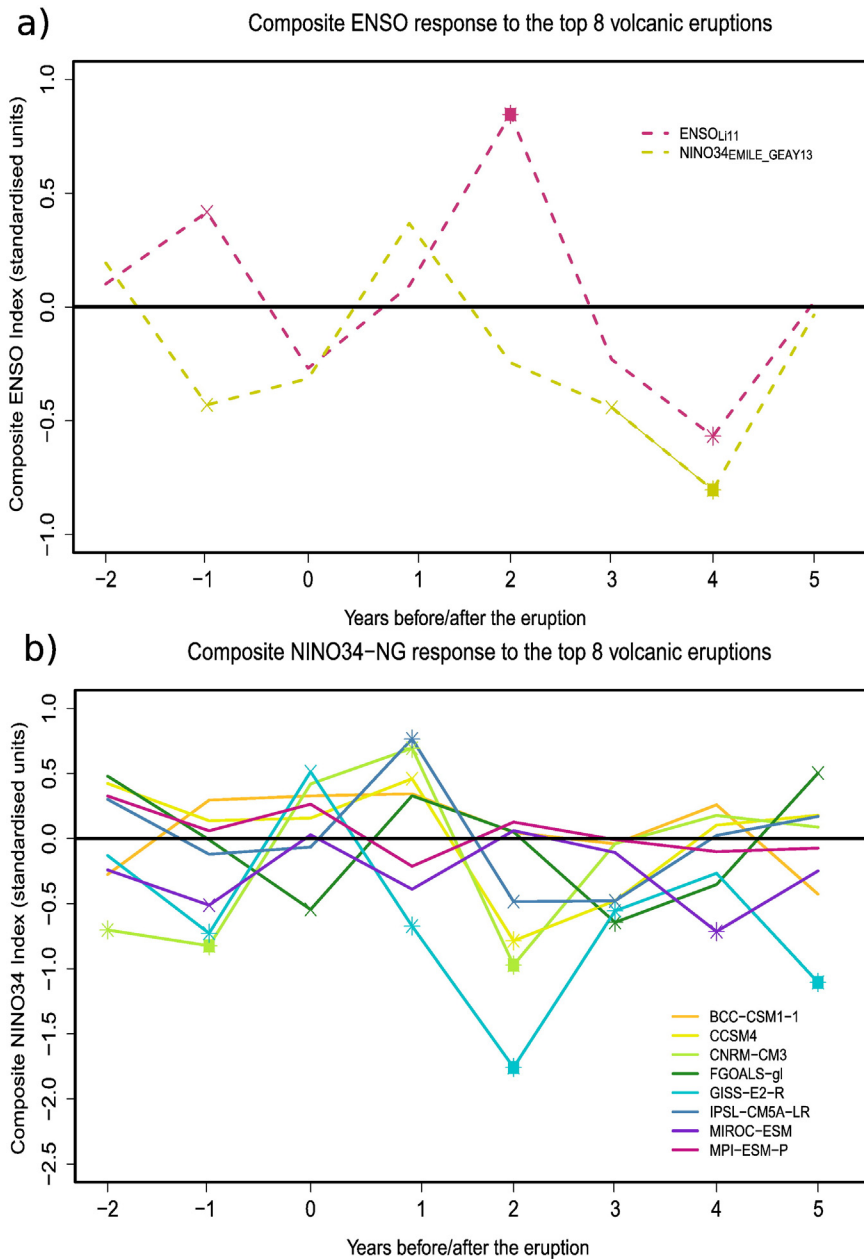 a)
Composite ENSO response to the top 8 volcanic eruptions
Composite ENSO Index (standardised units)
1.0
0.5
0.0
−0.5
−1.0
ENSOLi11
NINO34EMILE_GEAY13
−2 −1 0 1 2 3 4 5
Years before/after the eruption
b)
Composite NINO34−NG response to the top 8 volcanic eruptions
Composite NINO34 Index (standardised units)
1.0
0.5
0.0
−0.5
−1.0
−1.5
−2.0
−2.5
BCC−CSM1−1
CCSM4
CNRM−CM3
FGOALS−gl
GISS−E2−R
IPSL−CM5A−LR
MIROC−ESM
MPI−ESM−P
−2 −1 0 1 2 3 4 5
Years before/after the eruption